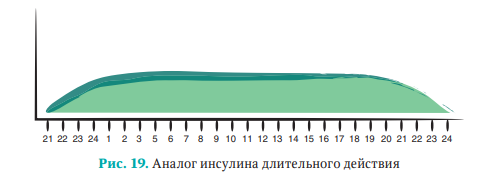 21 22 23 24 1 2 3 4 5 6 7 8 9 10 11 12 13 14 15 16 17 18 19 20 21 22 23 24
Рис. 19. Аналог инсулина длительного действия